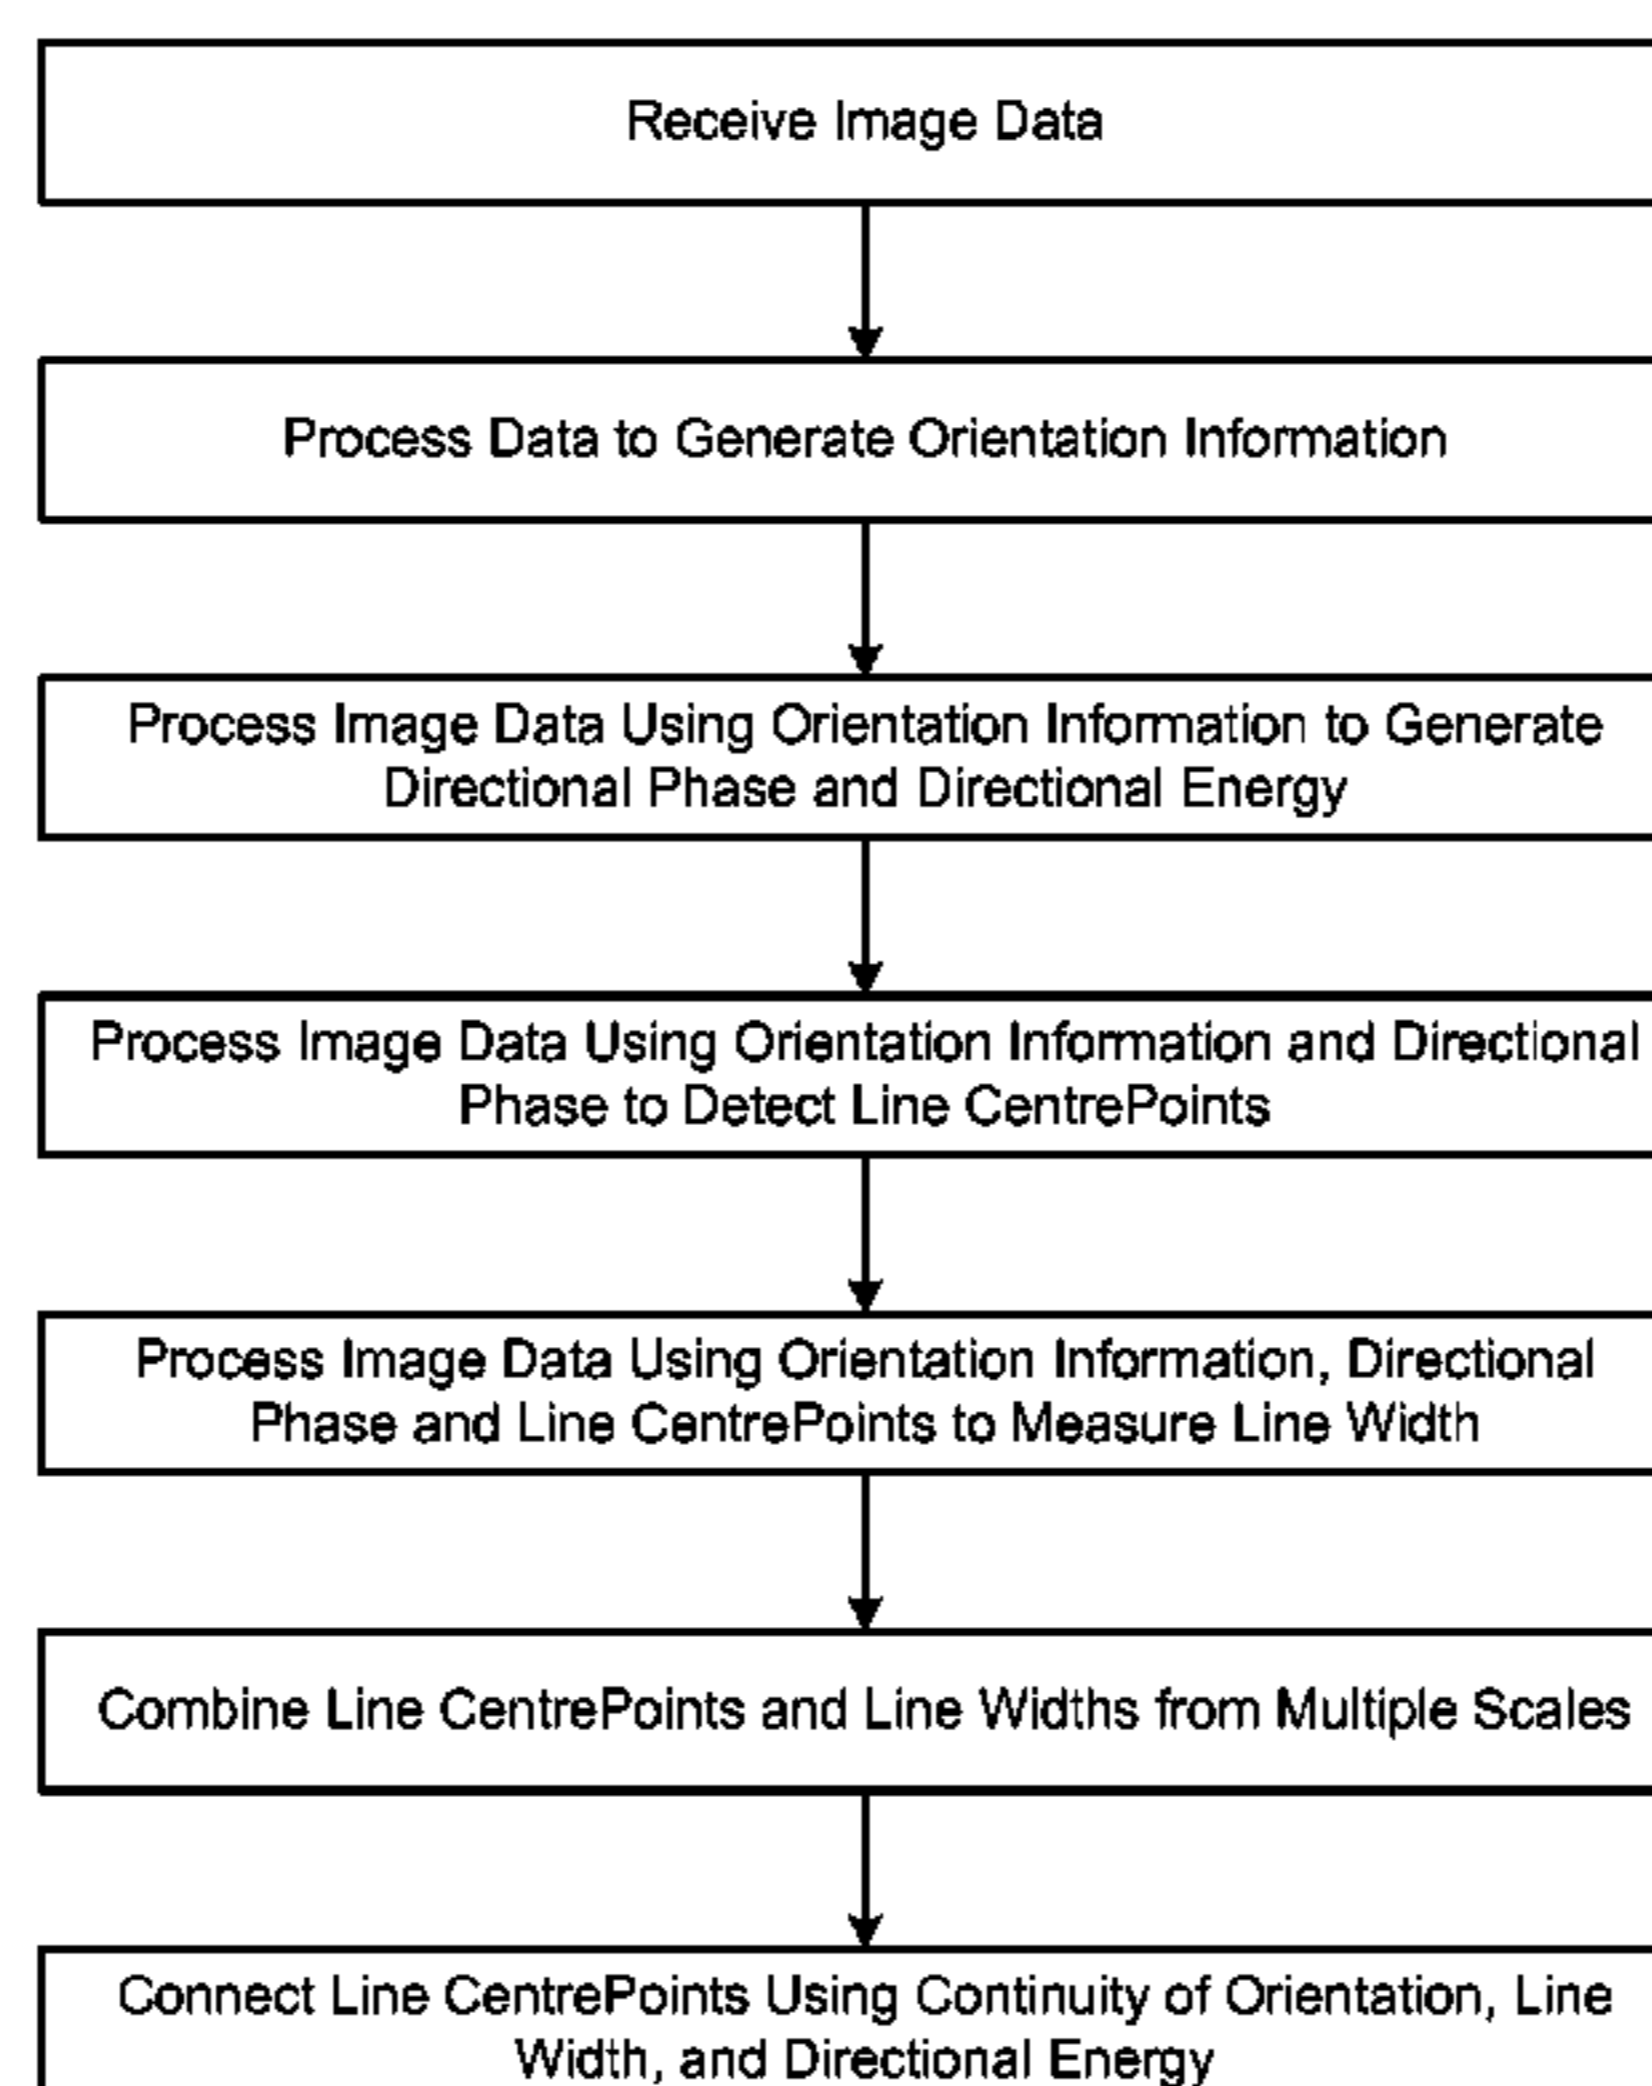 Receive Image Data
Process Data to Generate Orientation Information
Process Image Data Using Orientation Information to Generate
Directional Phase and Directional Energy
Process Image Data Using Orientation Information and Directional
Phase to Detect Line CentrePoints
Process Image Data Using Orientation Information, Directional
Phase and Line CentrePoints to Measure Line Width
Combine Line CentrePoints and Line Widths from Multiple Scales
Connect Line CentrePoints Using Continuity of Orientation, Line
Width, and Directional Energy